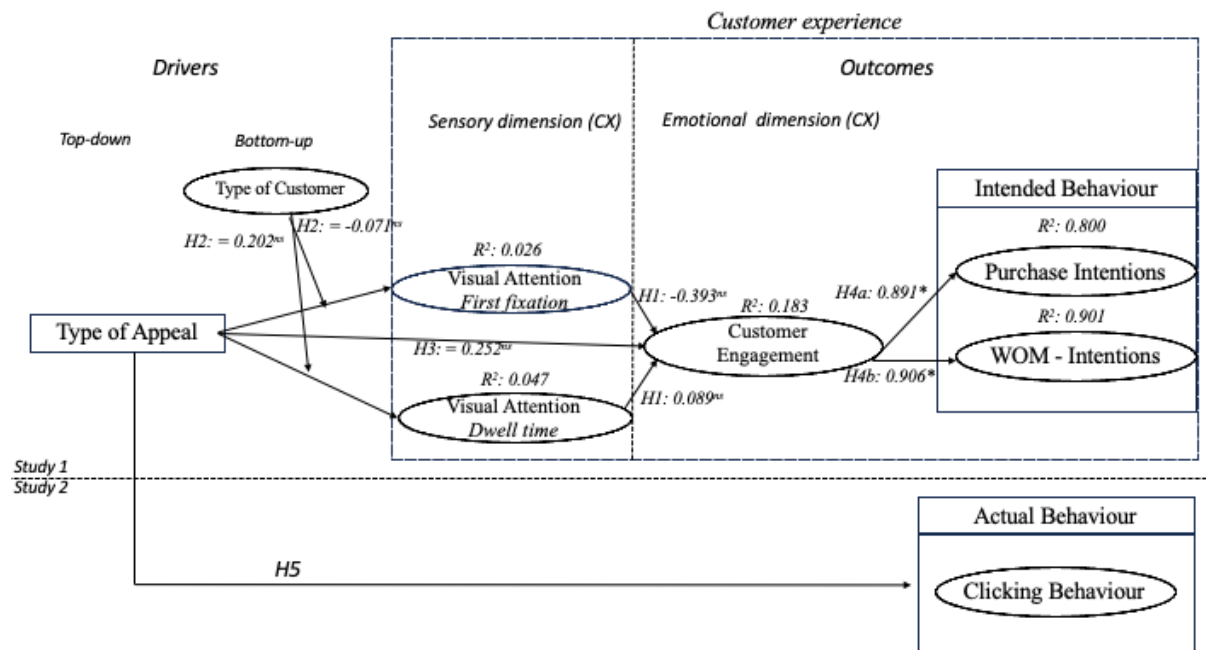 Customer experience
Drivers
Outcomes
Sensory dimension (CX)
Emotional dimension (CX)
Top-down
Bottom-up
Type of Customer
H2: = -0.071ⁿˢ
H2: = 0.202ⁿˢ
Intended Behaviour
R²: 0.800
Purchase Intentions
R²: 0.026
Visual Attention
First fixation
H1: -0.393ⁿˢ
H4a: 0.891*
R²: 0.183
Customer
Engagement
R²: 0.901
WOM - Intentions
Type of Appeal
H3: = 0.252ⁿˢ
H4b: 0.906*
R²: 0.047
Visual Attention
Dwell time
H1: 0.089ⁿˢ
Study 1
Study 2
Actual Behaviour
H5
Clicking Behaviour